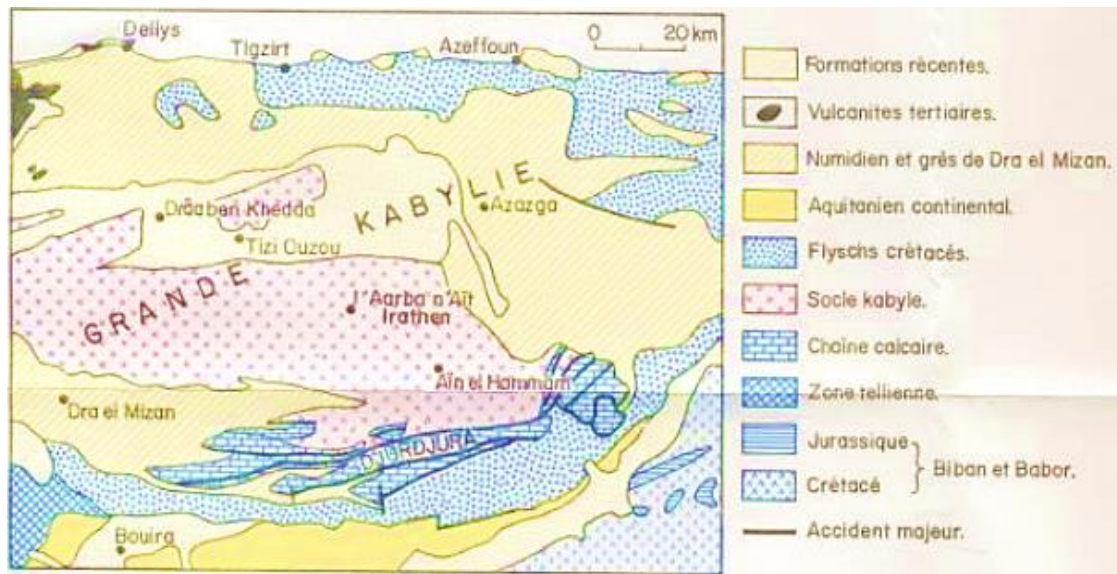 Dellys
Tigzirt
Azeffoun
0 20 km
KABYLIE
Azazga
Drâa ben Khedda
Tizi Ouzou
GRANDE
l'Aarba n'Aït
Irathen
Aïn el Hammam
Dra el Mizan
DJURDJURA
Bouira
Formations récentes.
Vulcanites tertiaires.
Numidien et grès de Dra el Mizan.
Aquitanien continental.
Flyschs crétacés.
Socle kabyle.
Chaîne calcaire.
Zone tellienne.
Jurassique
Crétacé
Biban et Babor.
Accident majeur.